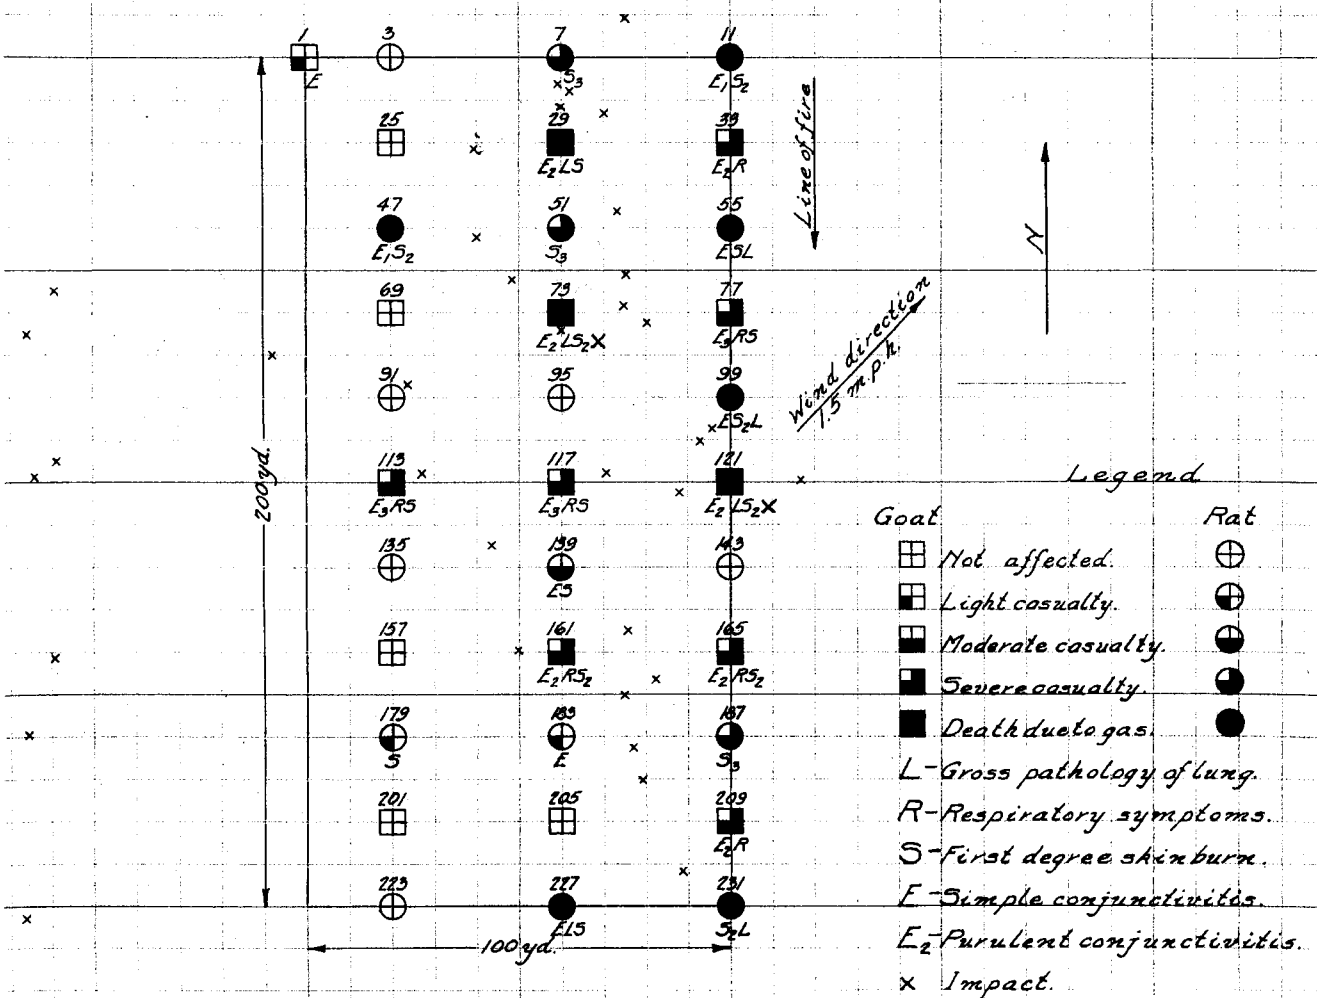 1 3 7 11
E S₃ E₁S₂
25 29 33
E₂LS E₂R
47 51 55
E₁S₂ S₃ ESL
69 73 77
E₂LS₂X E₃RS
91 95 99
ES₂L
113 117 121
E₃RS E₃RS E₂LS₂X
135 139 143
ES
157 161 165
E₂RS₂ E₂RS₂
179 183 187
S E S₃
201 205 209
E₂R
223 227 231
ELS S₂L
200 yd.
100 yd.
Line of fire
N
Wind direction
1.5 m.p.h.
Legend
Goat Rat
Not affected.
Light casualty.
Moderate casualty.
Severe casualty.
Death due to gas.
L-Gross pathology of lung.
R-Respiratory symptoms.
S-First degree skin burn.
E-Simple conjunctivitis.
E₂-Purulent conjunctivitis.
x Impact.